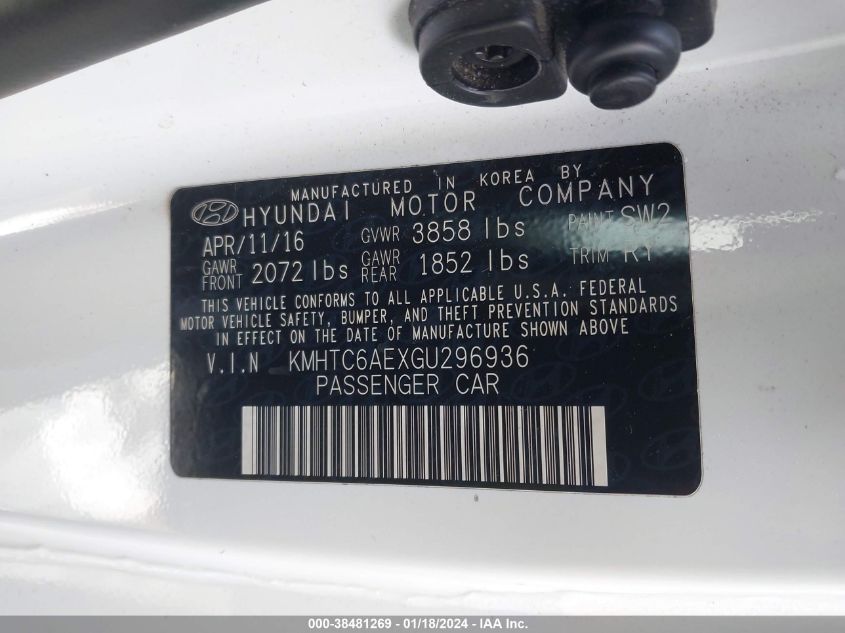 MANUFACTURED IN KOREA BY
HYUNDAI MOTOR COMPANY
APR/11/16 GVWR 3858 lbs PAINT SW2
GAWR FRONT 2072 lbs GAWR REAR 1852 lbs TRIM RY
THIS VEHICLE CONFORMS TO ALL APPLICABLE U.S.A. FEDERAL
MOTOR VEHICLE SAFETY, BUMPER, AND THEFT PREVENTION STANDARDS
IN EFFECT ON THE DATE OF MANUFACTURE SHOWN ABOVE
V.I.N KMHTC6AEXGU296936
PASSENGER CAR
000-38481269 - 01/18/2024 - IAA Inc.